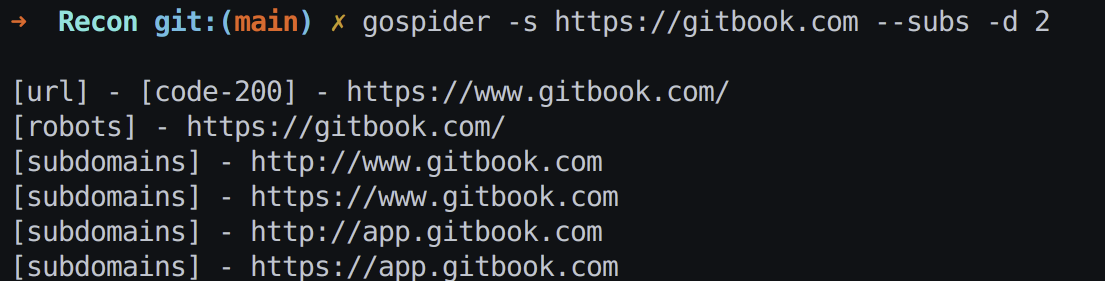 ➜  Recon git:(main) ✗ gospider -s https://gitbook.com --subs -d 2
[url] - [code-200] - https://www.gitbook.com/
[robots] - https://gitbook.com/
[subdomains] - http://www.gitbook.com
[subdomains] - https://www.gitbook.com
[subdomains] - http://app.gitbook.com
[subdomains] - https://app.gitbook.com